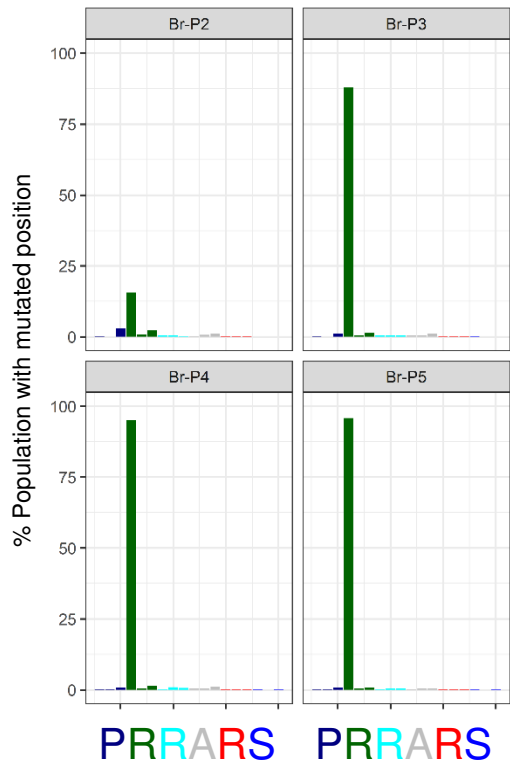 % Population with mutated position
Br-P2
Br-P3
100
75
50
25
0
Br-P4
Br-P5
100
75
50
25
0
PRRARS
PRRARS